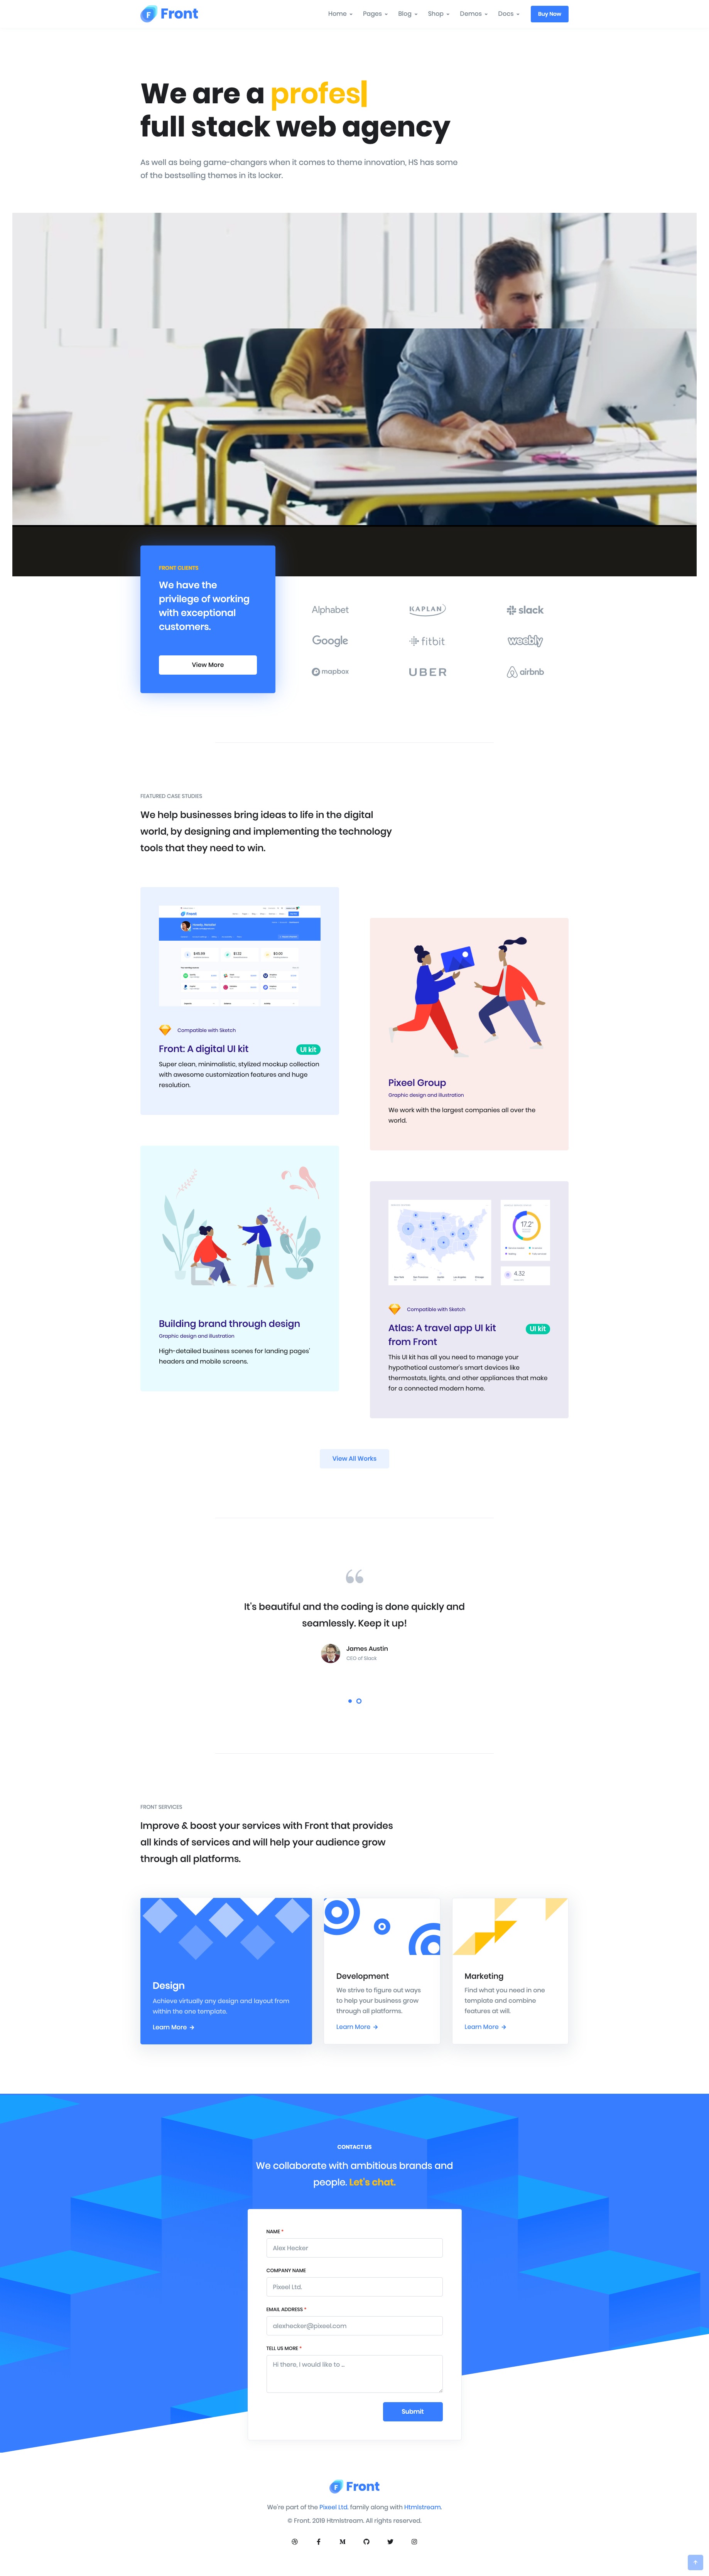 Front
Home
Pages
Blog
Shop
Demos
Docs
Buy Now
We are a profes
full stack web agency
As well as being game-changers when it comes to theme innovation, HS has some
of the bestselling themes in its locker.
FRONT CLIENTS
We have the
privilege of working
with exceptional
customers.
View More
Alphabet
KAPLAN
slack
Google
fitbit
weebly
mapbox
UBER
airbnb
FEATURED CASE STUDIES
We help businesses bring ideas to life in the digital
world, by designing and implementing the technology
tools that they need to win.
Compatible with Sketch
Front: A digital UI kit
UI kit
Super clean, minimalistic, stylized mockup collection
with awesome customization features and huge
resolution.
Pixeel Group
Graphic design and illustration
We work with the largest companies all over the
world.
Building brand through design
Graphic design and illustration
High-detailed business scenes for landing pages'
headers and mobile screens.
17.2°
4.32
Compatible with Sketch
Atlas: A travel app UI kit
from Front
UI kit
This UI kit has all you need to manage your
hypothetical customer's smart devices like
thermostats, lights, and other appliances that make
for a connected modern home.
View All Works
It's beautiful and the coding is done quickly and
seamlessly. Keep it up!
James Austin
CEO of Slack
FRONT SERVICES
Improve & boost your services with Front that provides
all kinds of services and will help your audience grow
through all platforms.
Design
Achieve virtually any design and layout from
within the one template.
Learn More →
Development
We strive to figure out ways
to help your business grow
through all platforms.
Learn More →
Marketing
Find what you need in one
template and combine
features at will.
Learn More →
CONTACT US
We collaborate with ambitious brands and
people. Let's chat.
NAME *
Alex Hecker
COMPANY NAME
Pixeel Ltd.
EMAIL ADDRESS *
alexhecker@pixeel.com
TELL US MORE *
Hi there, I would like to ...
Submit
Front
We're part of the Pixeel Ltd. family along with Htmlstream.
© Front. 2019 Htmlstream. All rights reserved.